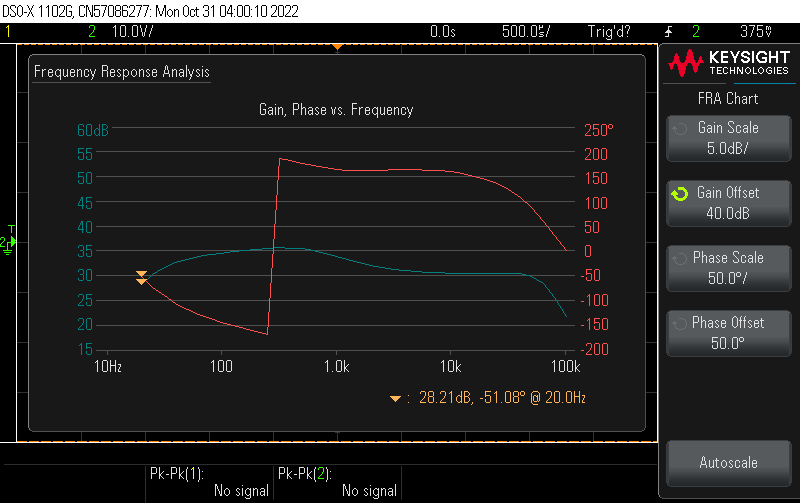 DSO-X 1102G, CN57086277: Mon Oct 31 04:00:10 2022
1 2 10.0V/ 0.0s 500.0㎲/ Trig'd? 2 375㎷
KEYSIGHT
TECHNOLOGIES
Frequency Response Analysis
FRA Chart
Gain, Phase vs. Frequency
Gain Scale
5.0dB/
60dB 250°
55 200
50 150
45 100
40 50
35 0
30 -50
25 -100
20 -150
15 -200
10Hz 100 1.0k 10k 100k
: 28.21dB, -51.08° @ 20.0Hz
T
2
Gain Offset
40.0dB
Phase Scale
50.0°/
Phase Offset
50.0°
Autoscale
Pk-Pk(1):
No signal
Pk-Pk(2):
No signal